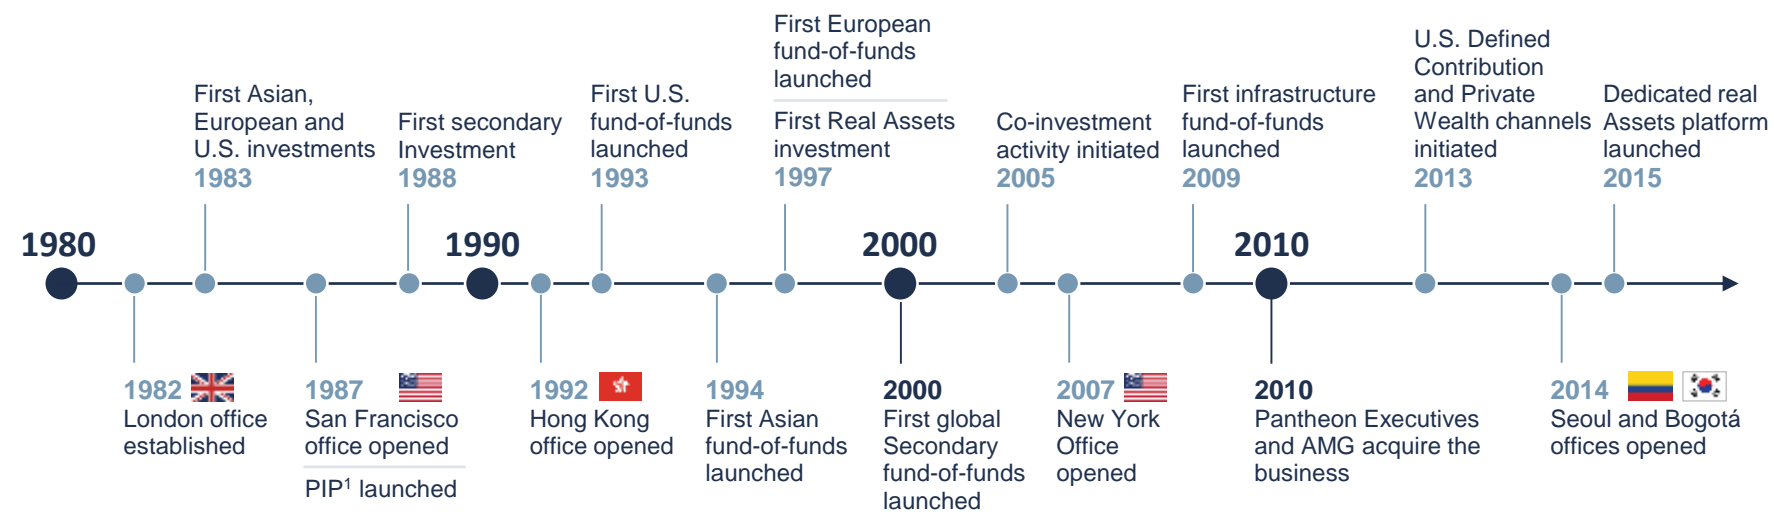 First Asian,
European and
U.S. investments
1983
First secondary
Investment
1988
First U.S.
fund-of-funds
launched
1993
First European
fund-of-funds
launched
First Real Assets
investment
1997
Co-investment
activity initiated
2005
First infrastructure
fund-of-funds
launched
2009
U.S. Defined
Contribution
and Private
Wealth channels
initiated
2013
Dedicated real
Assets platform
launched
2015
1980
1990
2000
2010
1982
London office
established
1987
San Francisco
office opened
PIP¹ launched
1992
Hong Kong
office opened
1994
First Asian
fund-of-funds
launched
2000
First global
Secondary
fund-of-funds
launched
2007
New York
Office
opened
2010
Pantheon Executives
and AMG acquire the
business
2014
Seoul and Bogotá
offices opened